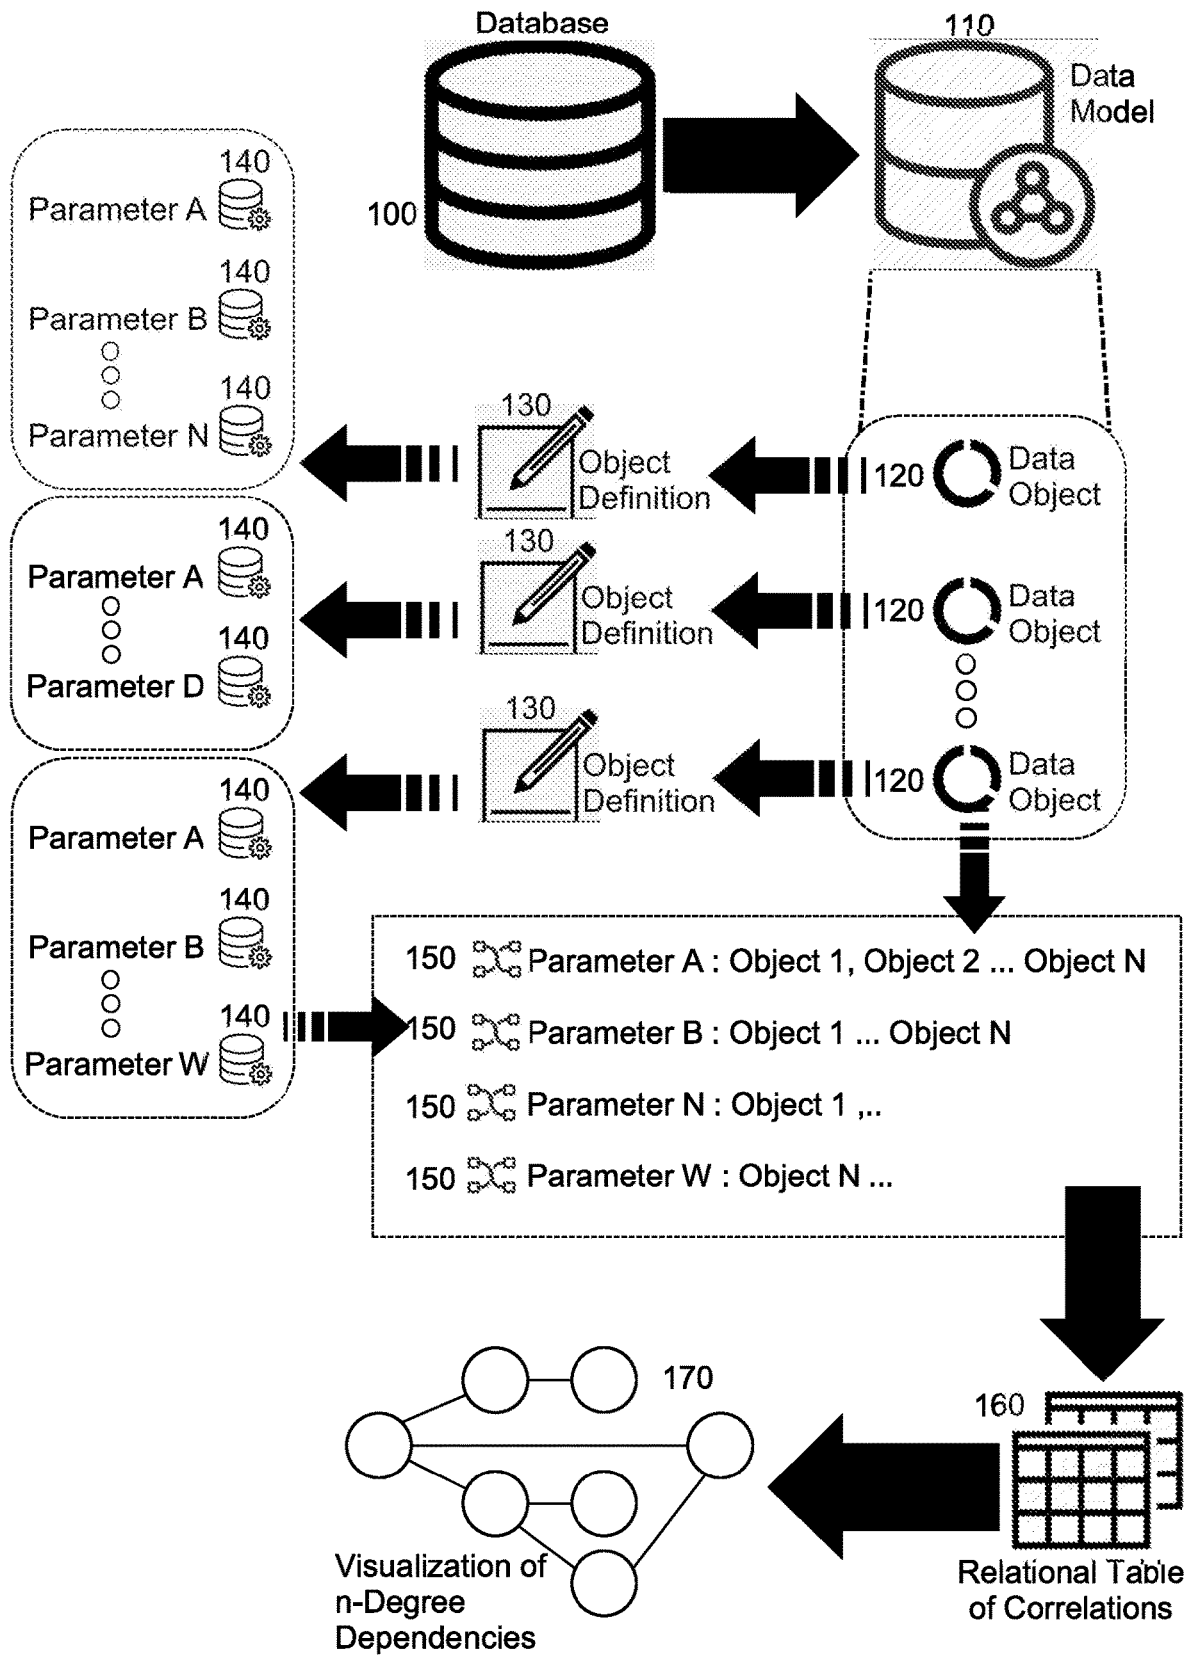 Database
100
110
Data
Model
140
Parameter A
140
Parameter B
140
Parameter N
140
Parameter A
140
Parameter D
140
Parameter A
140
Parameter B
140
Parameter W
130
Object
Definition
130
Object
Definition
130
Object
Definition
120
Data
Object
120
Data
Object
120
Data
Object
150 Parameter A : Object 1, Object 2 ... Object N
150 Parameter B : Object 1 ... Object N
150 Parameter N : Object 1 ,..
150 Parameter W : Object N ...
160
Relational Table
of Correlations
170
Visualization of
n-Degree
Dependencies